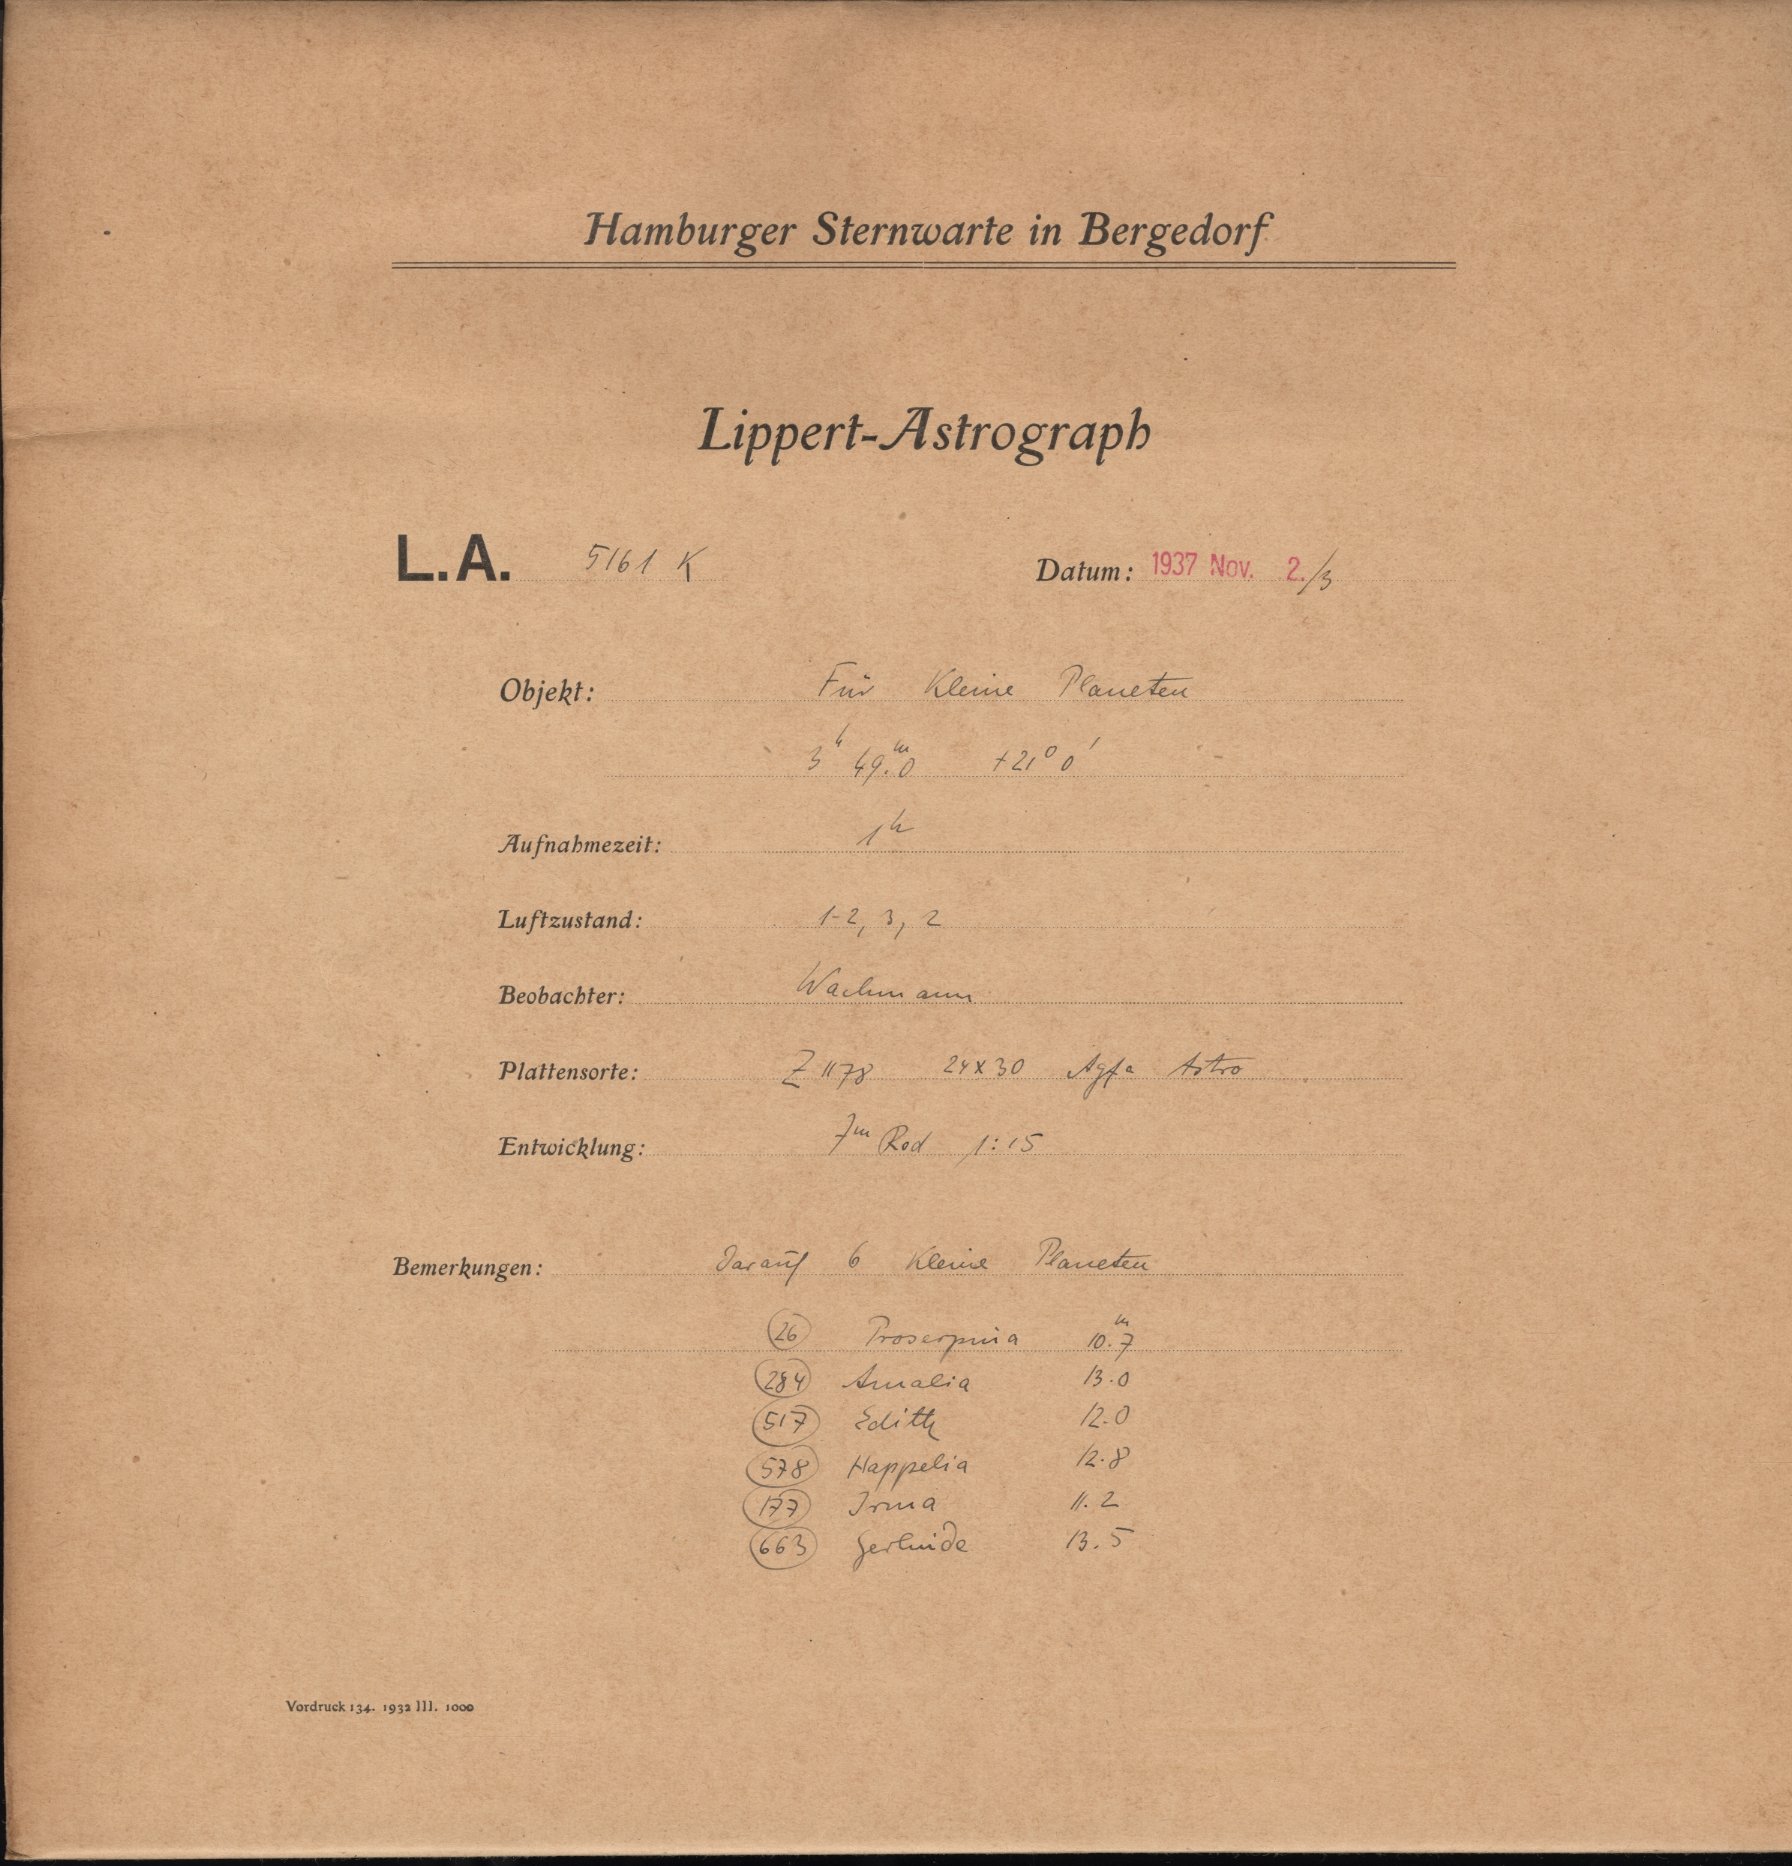 Hamburger Sternwarte in Bergedorf
Lippert-Astrograph
L.A. 5161 K Datum: 1937 Nov. 2./3
Objekt: Für Kleine Planeten
3h 49.m0 +21° 0'
Aufnahmezeit: 1h
Luftzustand: 1-2, 3, 2
Beobachter: Wachmann
Plattensorte: Z 1178 24x30 Agfa Astro
Entwicklung: 7m Rod 1:15
Bemerkungen: Darauf 6 Kleine Planeten
26 Proserpina 10.m7
284 Amalia 13.0
517 Edith 12.0
578 Happelia 12.8
177 Irma 11.2
663 Gerlinde 13.5
Vordruck 134. 1932 III. 1000